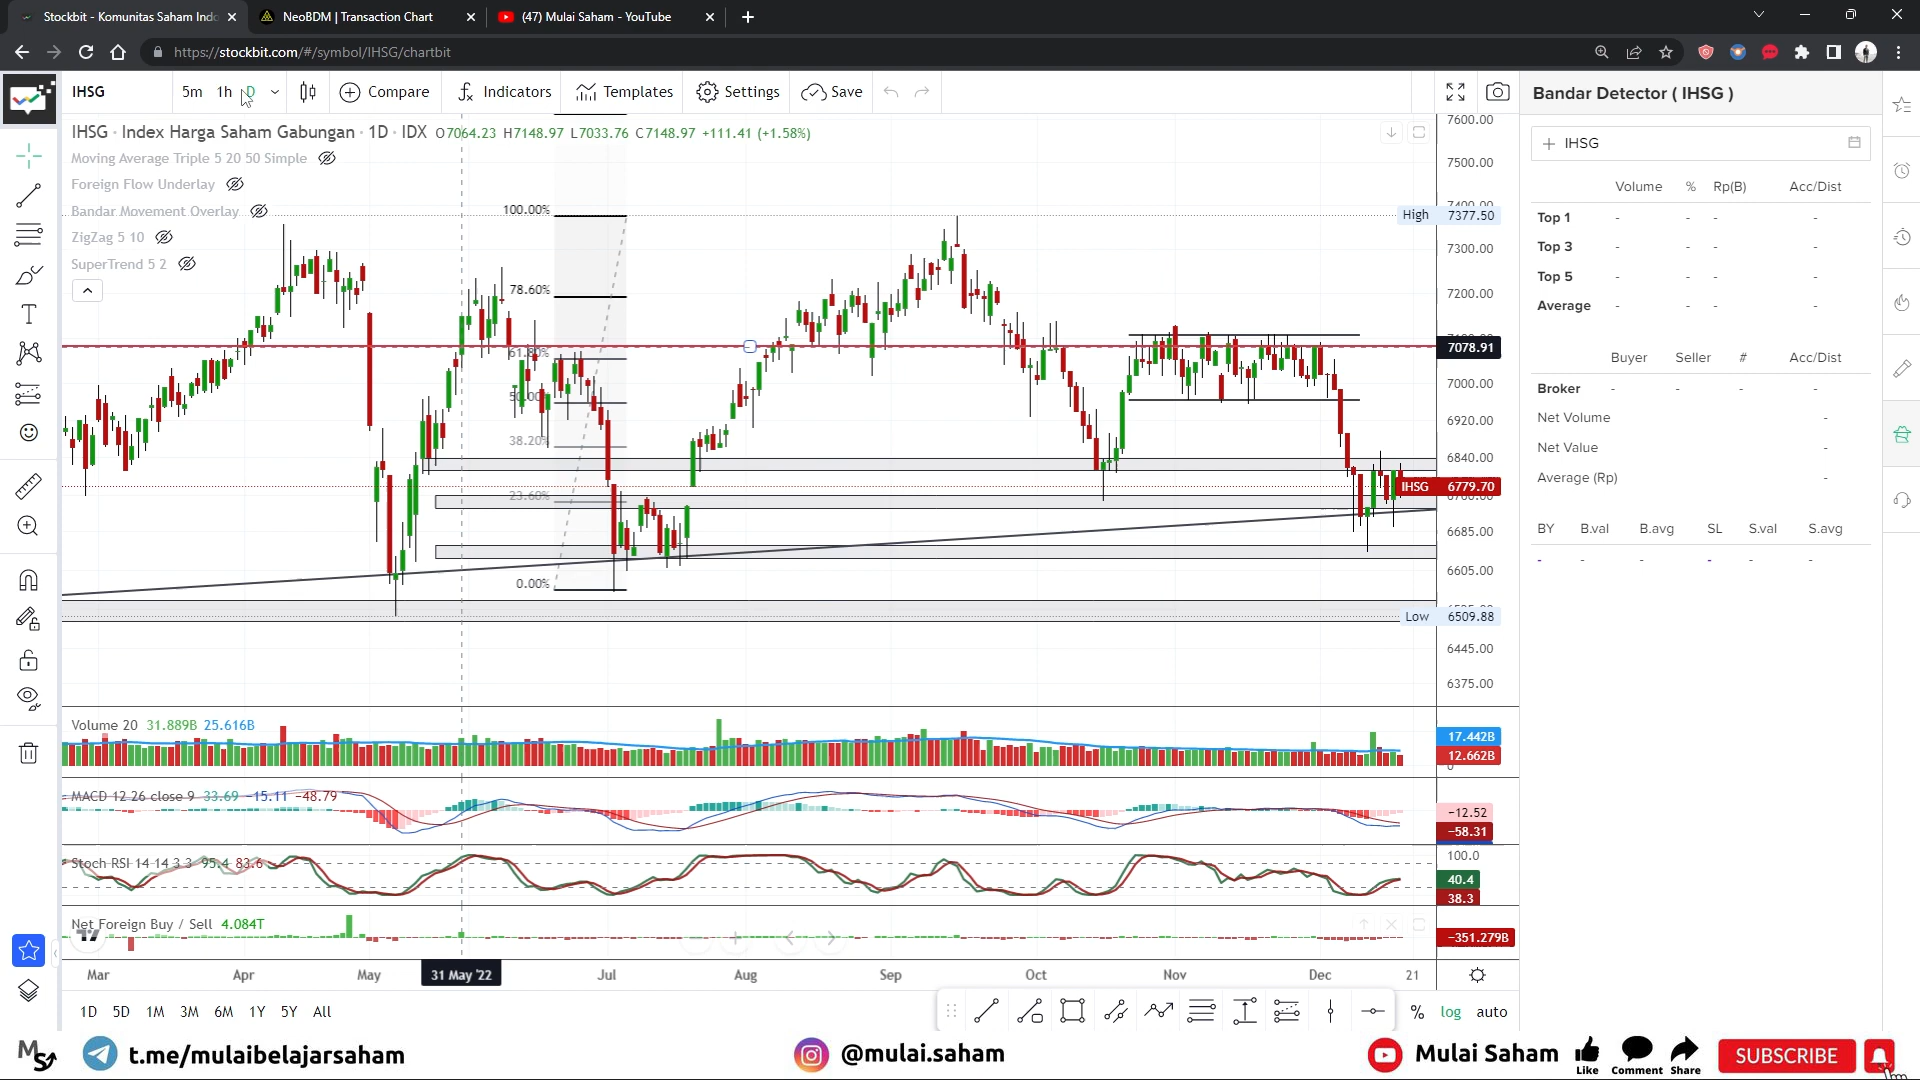 Stockbit - Komunitas Saham Indo
NeoBDM | Transaction Chart
(47) Mulai Saham - YouTube
https://stockbit.com/#/symbol/IHSG/chartbit
IHSG
5m 1h D
Compare
Indicators
Templates
Settings
Save
IHSG · Index Harga Saham Gabungan · 1D · IDX O7064.23 H7148.97 L7033.76 C7148.97 +111.41 (+1.58%)
Moving Average Triple 5 20 50 Simple
Foreign Flow Underlay
Bandar Movement Overlay
ZigZag 5 10
SuperTrend 5 2
100.00%
78.60%
61.80%
50.00%
38.20%
23.60%
0.00%
7600.00
7500.00
7400.00
High 7377.50
7300.00
7200.00
7078.91
7000.00
6920.00
6840.00
IHSG 6779.70
6760.00
6685.00
6605.00
Low 6509.88
6445.00
6375.00
Volume 20 31.889B 25.616B
17.442B
12.662B
0
MACD 12 26 close 9 33.69 -15.11 -48.79
-12.52
-58.31
Stoch RSI 14 14 3 3 95.4 83.6
100.0
40.4
38.3
Net Foreign Buy / Sell 4.084T
-351.279B
Mar Apr May 31 May '22 Jul Aug Sep Oct Nov Dec 21
1D 5D 1M 3M 6M 1Y 5Y All
% log auto
Bandar Detector ( IHSG )
IHSG
Volume % Rp(B) Acc/Dist
Top 1 - - - -
Top 3 - - - -
Top 5 - - - -
Average - - - -
Buyer Seller # Acc/Dist
Broker - - - -
Net Volume -
Net Value -
Average (Rp) -
BY B.val B.avg SL S.val S.avg
- - - - - -
Ms
t.me/mulaibelajarsaham
@mulai.saham
Mulai Saham
Like
Comment
Share
SUBSCRIBE